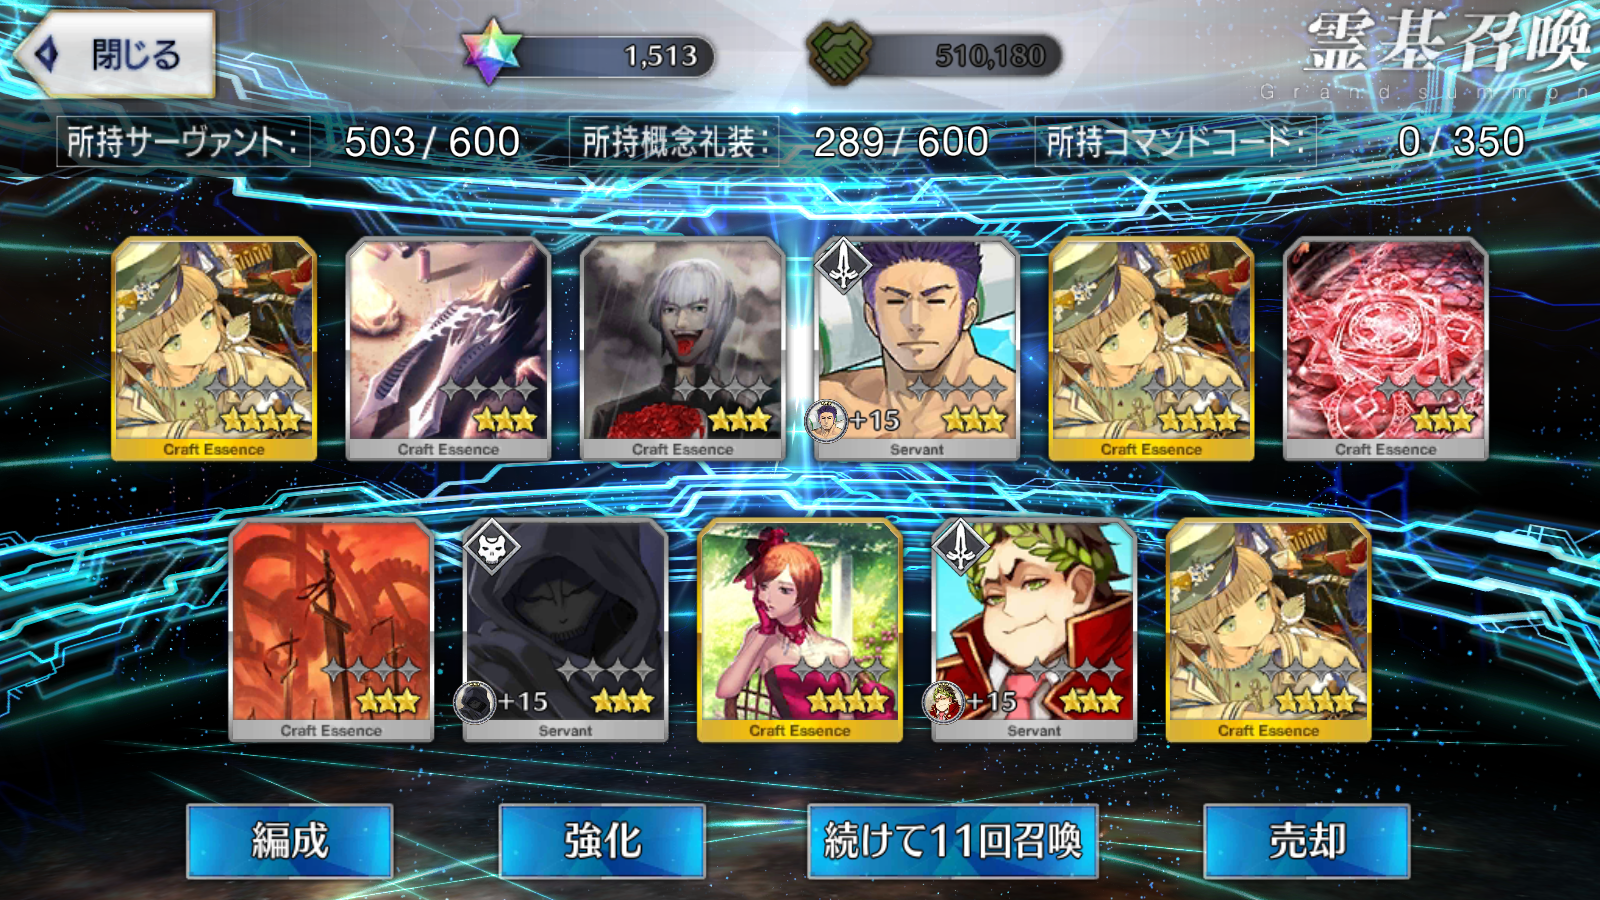 閉じる
1,513
510,180
霊基召喚
Grand summon
所持サーヴァント: 503 / 600
所持概念礼装: 289 / 600
所持コマンドコード: 0 / 350
Craft Essence
Craft Essence
Craft Essence
+15
Servant
Craft Essence
Craft Essence
Craft Essence
+15
Servant
Craft Essence
+15
Servant
Craft Essence
編成
強化
続けて11回召喚
売却